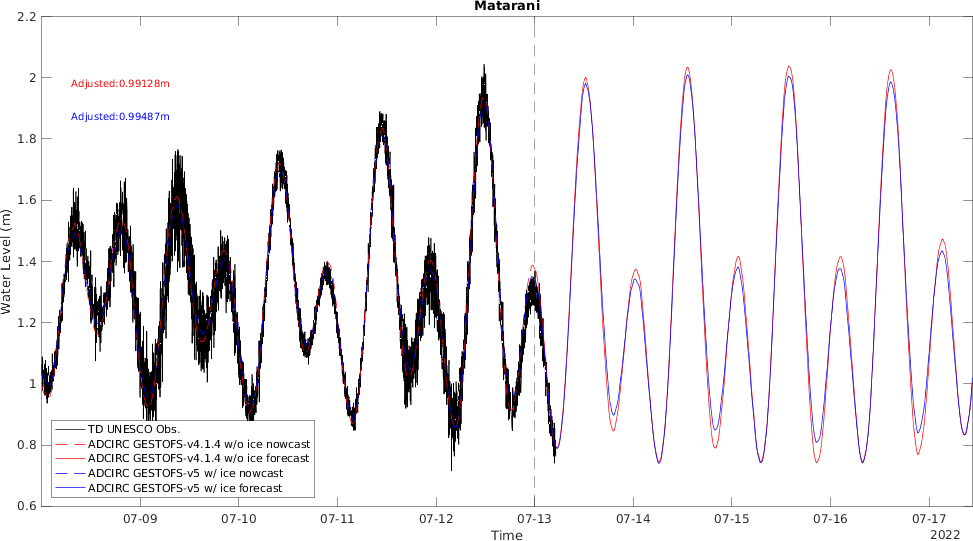 Matarani
2.2
2
1.8
1.6
1.4
1.2
1
0.8
0.6
Water Level (m)
Adjusted:0.99128m
Adjusted:0.99487m
TD UNESCO Obs.
ADCIRC GESTOFS-v4.1.4 w/o ice nowcast
ADCIRC GESTOFS-v4.1.4 w/o ice forecast
ADCIRC GESTOFS-v5 w/ ice nowcast
ADCIRC GESTOFS-v5 w/ ice forecast
07-09 07-10 07-11 07-12 07-13 07-14 07-15 07-16 07-17
Time
2022